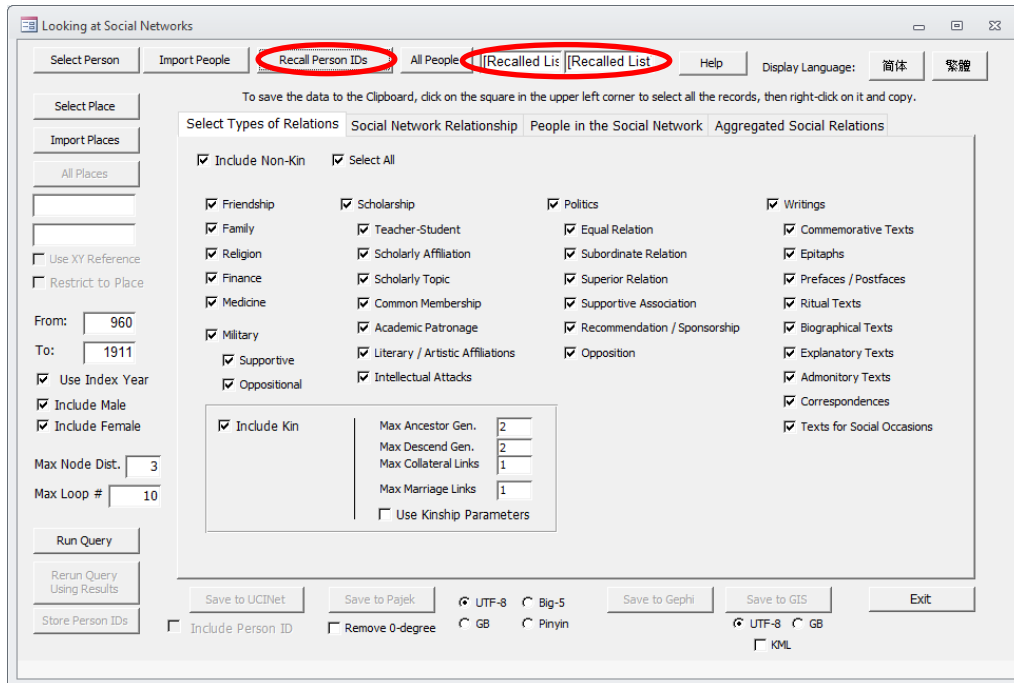 Looking at Social Networks
Select Person Import People Recall Person IDs All People [[Recalled Lis [[Recalled List Help Display Language: 简体 繁體
To save the data to the Clipboard, click on the square in the upper left corner to select all the records, then right-click on it and copy.
Select Place
Import Places
All Places
Use XY Reference
Restrict to Place
From: 960
To: 1911
Use Index Year
Include Male
Include Female
Max Node Dist. 3
Max Loop # 10
Run Query
Rerun Query
Using Results
Store Person IDs
Select Types of Relations Social Network Relationship People in the Social Network Aggregated Social Relations
Include Non-Kin Select All
Friendship
Family
Religion
Finance
Medicine
Military
Supportive
Oppositional
Scholarship
Teacher-Student
Scholarly Affiliation
Scholarly Topic
Common Membership
Academic Patronage
Literary / Artistic Affiliations
Intellectual Attacks
Politics
Equal Relation
Subordinate Relation
Superior Relation
Supportive Association
Recommendation / Sponsorship
Opposition
Writings
Commemorative Texts
Epitaphs
Prefaces / Postfaces
Ritual Texts
Biographical Texts
Explanatory Texts
Admonitory Texts
Correspondences
Texts for Social Occasions
Include Kin
Max Ancestor Gen. 2
Max Descend Gen. 2
Max Collateral Links 1
Max Marriage Links 1
Use Kinship Parameters
Save to UCINet Save to Pajek UTF-8 Big-5 Save to Gephi Save to GIS Exit
Include Person ID Remove 0-degree GB Pinyin UTF-8 GB
KML